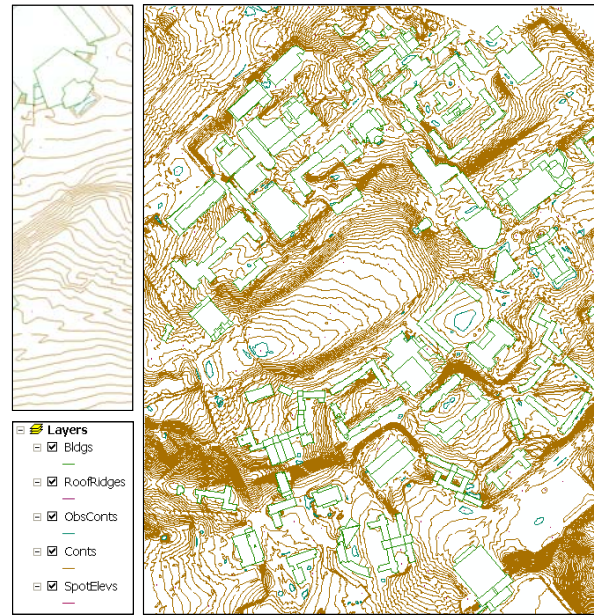 Layers
Bldgs
RoofRidges
ObsConts
Conts
SpotElevs